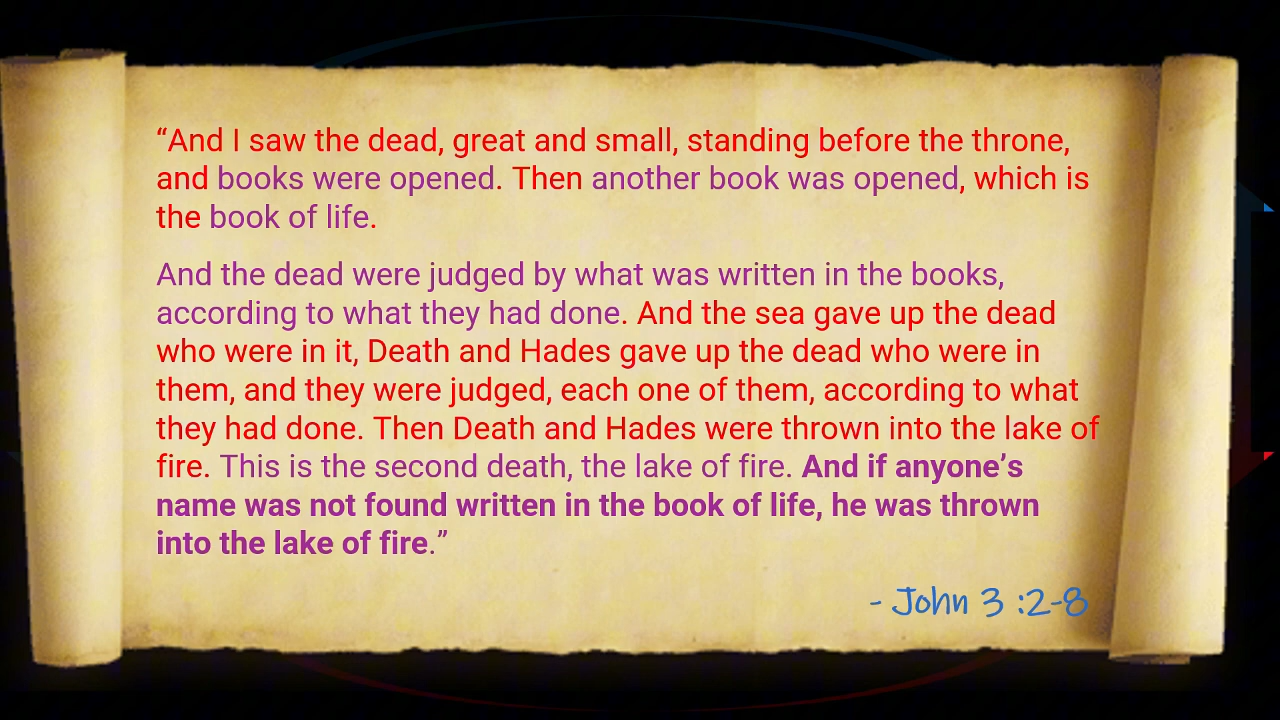 “And I saw the dead, great and small, standing before the throne,
and books were opened. Then another book was opened, which is
the book of life.
And the dead were judged by what was written in the books,
according to what they had done. And the sea gave up the dead
who were in it, Death and Hades gave up the dead who were in
them, and they were judged, each one of them, according to what
they had done. Then Death and Hades were thrown into the lake of
fire. This is the second death, the lake of fire. And if anyone’s
name was not found written in the book of life, he was thrown
into the lake of fire.”
- John 3 :2-8